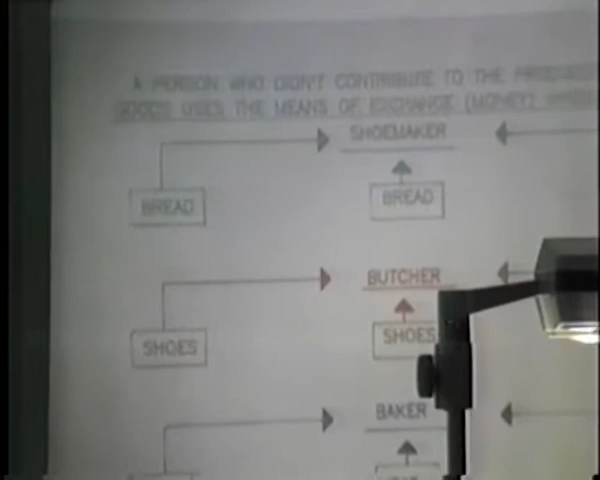 A PERSON WHO DIDN'T CONTRIBUTE TO THE
GOODS USES THE MEANS OF EXCHANGE (MONEY)
SHOEMAKER
BREAD BREAD
BUTCHER
SHOES SHOES
BAKER